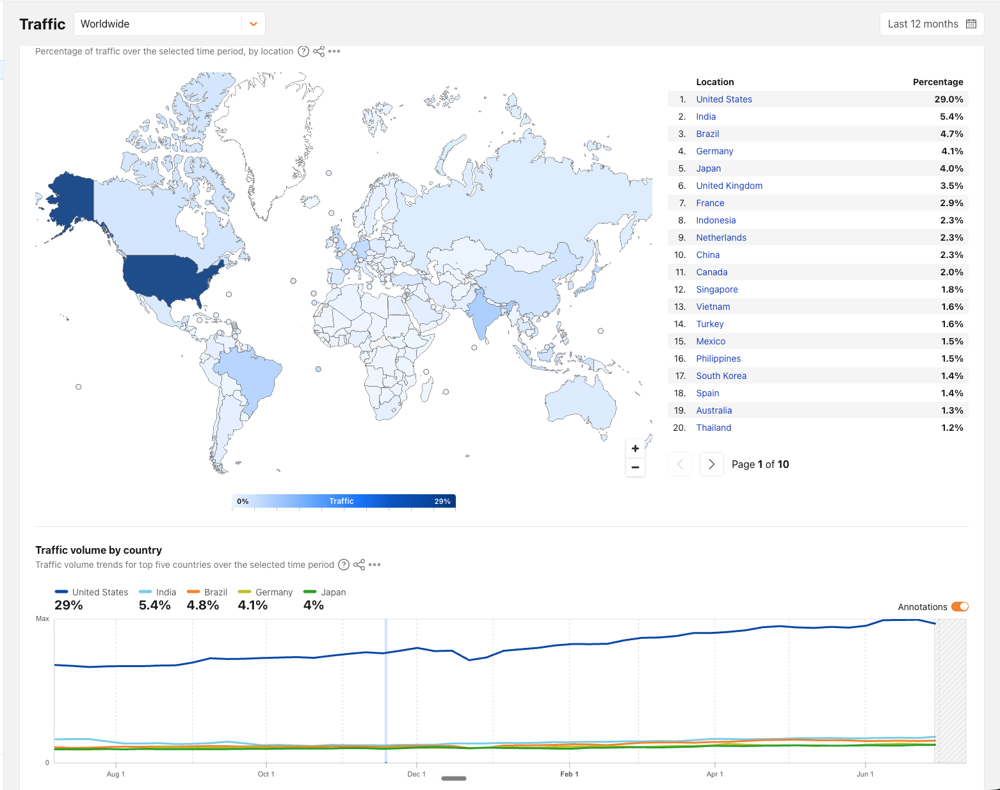 Traffic
Worldwide
Last 12 months
Percentage of traffic over the selected time period, by location
Location Percentage
1. United States 29.0%
2. India 5.4%
3. Brazil 4.7%
4. Germany 4.1%
5. Japan 4.0%
6. United Kingdom 3.5%
7. France 2.9%
8. Indonesia 2.3%
9. Netherlands 2.3%
10. China 2.3%
11. Canada 2.0%
12. Singapore 1.8%
13. Vietnam 1.6%
14. Turkey 1.6%
15. Mexico 1.5%
16. Philippines 1.5%
17. South Korea 1.4%
18. Spain 1.4%
19. Australia 1.3%
20. Thailand 1.2%
Page 1 of 10
0% Traffic 29%
Traffic volume by country
Traffic volume trends for top five countries over the selected time period
United States India Brazil Germany Japan
29% 5.4% 4.8% 4.1% 4%
Annotations
Max
0
Aug 1 Oct 1 Dec 1 Feb 1 Apr 1 Jun 1